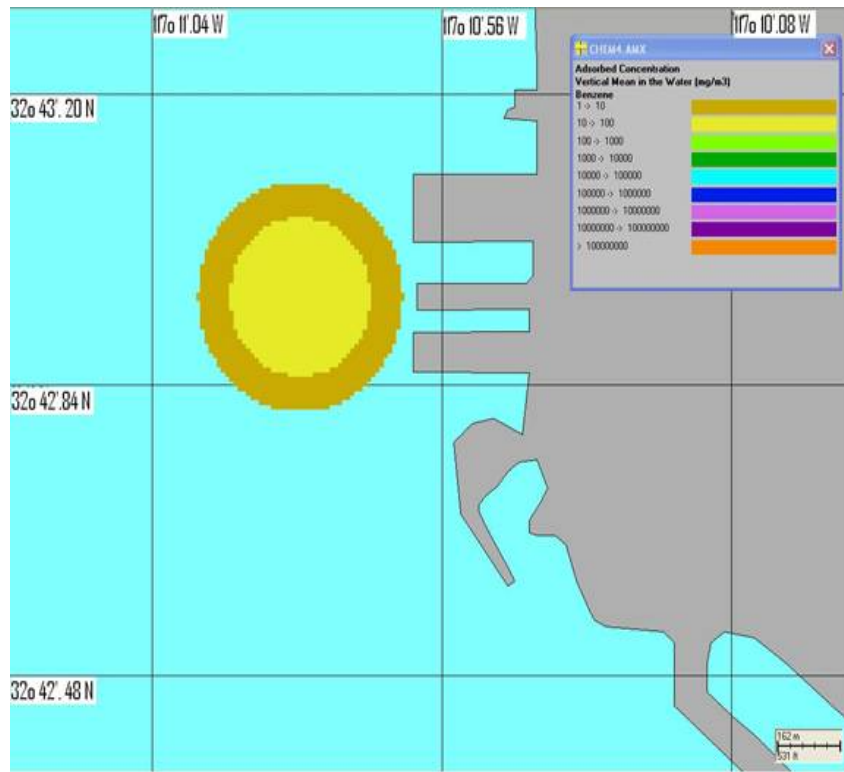 117o 11'.04 W
117o 10'.56 W
117o 10'.08 W
CHEM4.AMX
Adsorbed Concentration
Vertical Mean in the Water (mg/m3)
Benzene
1 -> 10
10 -> 100
100 -> 1000
1000 -> 10000
10000 -> 100000
100000 -> 1000000
1000000 -> 10000000
10000000 -> 100000000
> 100000000
32o 43'.20 N
32o 42'.84 N
32o 42'.48 N
162 m
531 ft